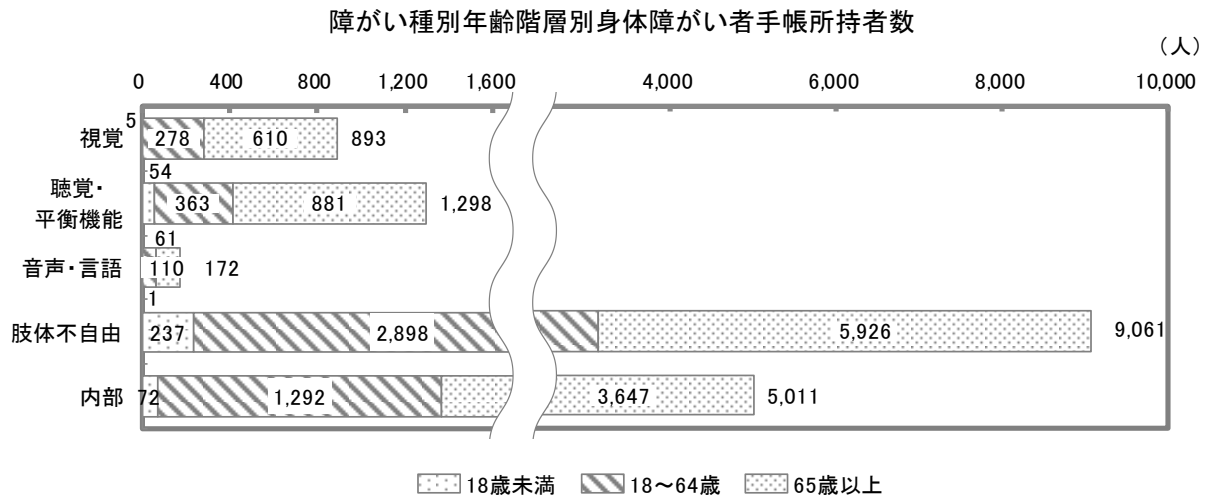 障がい種別年齢階層別身体障がい者手帳所持者数
（人）
0 400 800 1,200 1,600 4,000 6,000 8,000 10,000
5
視覚 278 610 893
54
聴覚・
平衡機能 363 881 1,298
61
音声・言語 110 172
1
肢体不自由 237 2,898 5,926 9,061
内部 72 1,292 3,647 5,011
18歳未満 18～64歳 65歳以上